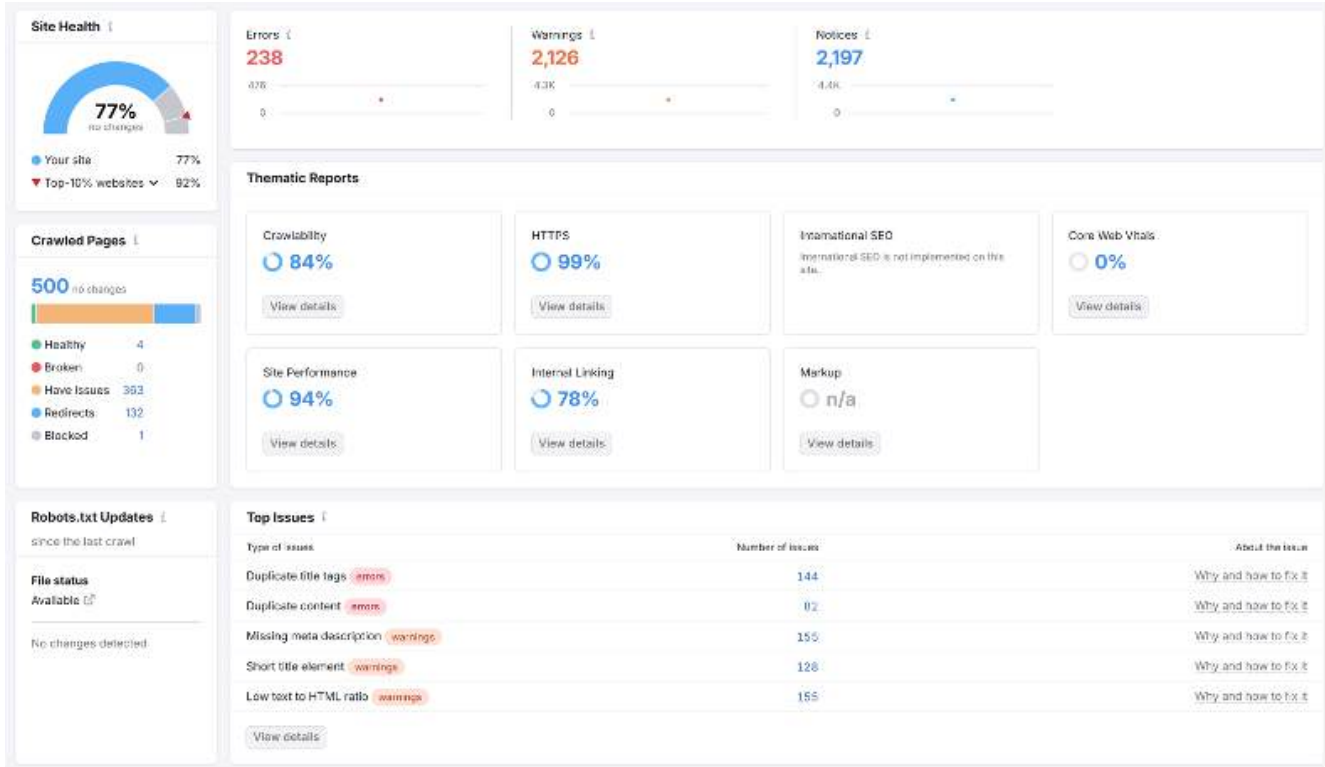 Site Health
77%
no changes
Your site 77%
Top-10% websites 92%
Errors
238
0
Warnings
2,126
4.3K
0
Notices
2,197
4.4K
0
Crawled Pages
500 no changes
Healthy 4
Broken 0
Have Issues 363
Redirects 132
Blocked 1
Thematic Reports
Crawlability
84%
View details
HTTPS
99%
View details
International SEO
International SEO is not implemented on this
site.
Core Web Vitals
0%
View details
Site Performance
94%
View details
Internal Linking
78%
View details
Markup
n/a
View details
Robots.txt Updates
since the last crawl
File status
Available
No changes detected
Top Issues
Type of issues Number of issues About the issue
Duplicate title tags errors 144 Why and how to fix it
Duplicate content errors 82 Why and how to fix it
Missing meta description warnings 155 Why and how to fix it
Short title element warnings 128 Why and how to fix it
Low text to HTML ratio warnings 155 Why and how to fix it
View details